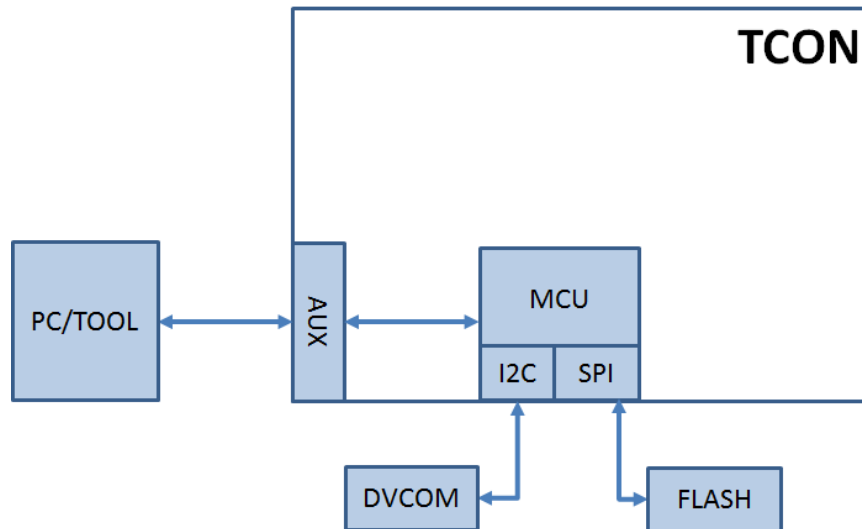 TCON
PC/TOOL
AUX
MCU
I2C
SPI
DVCOM
FLASH